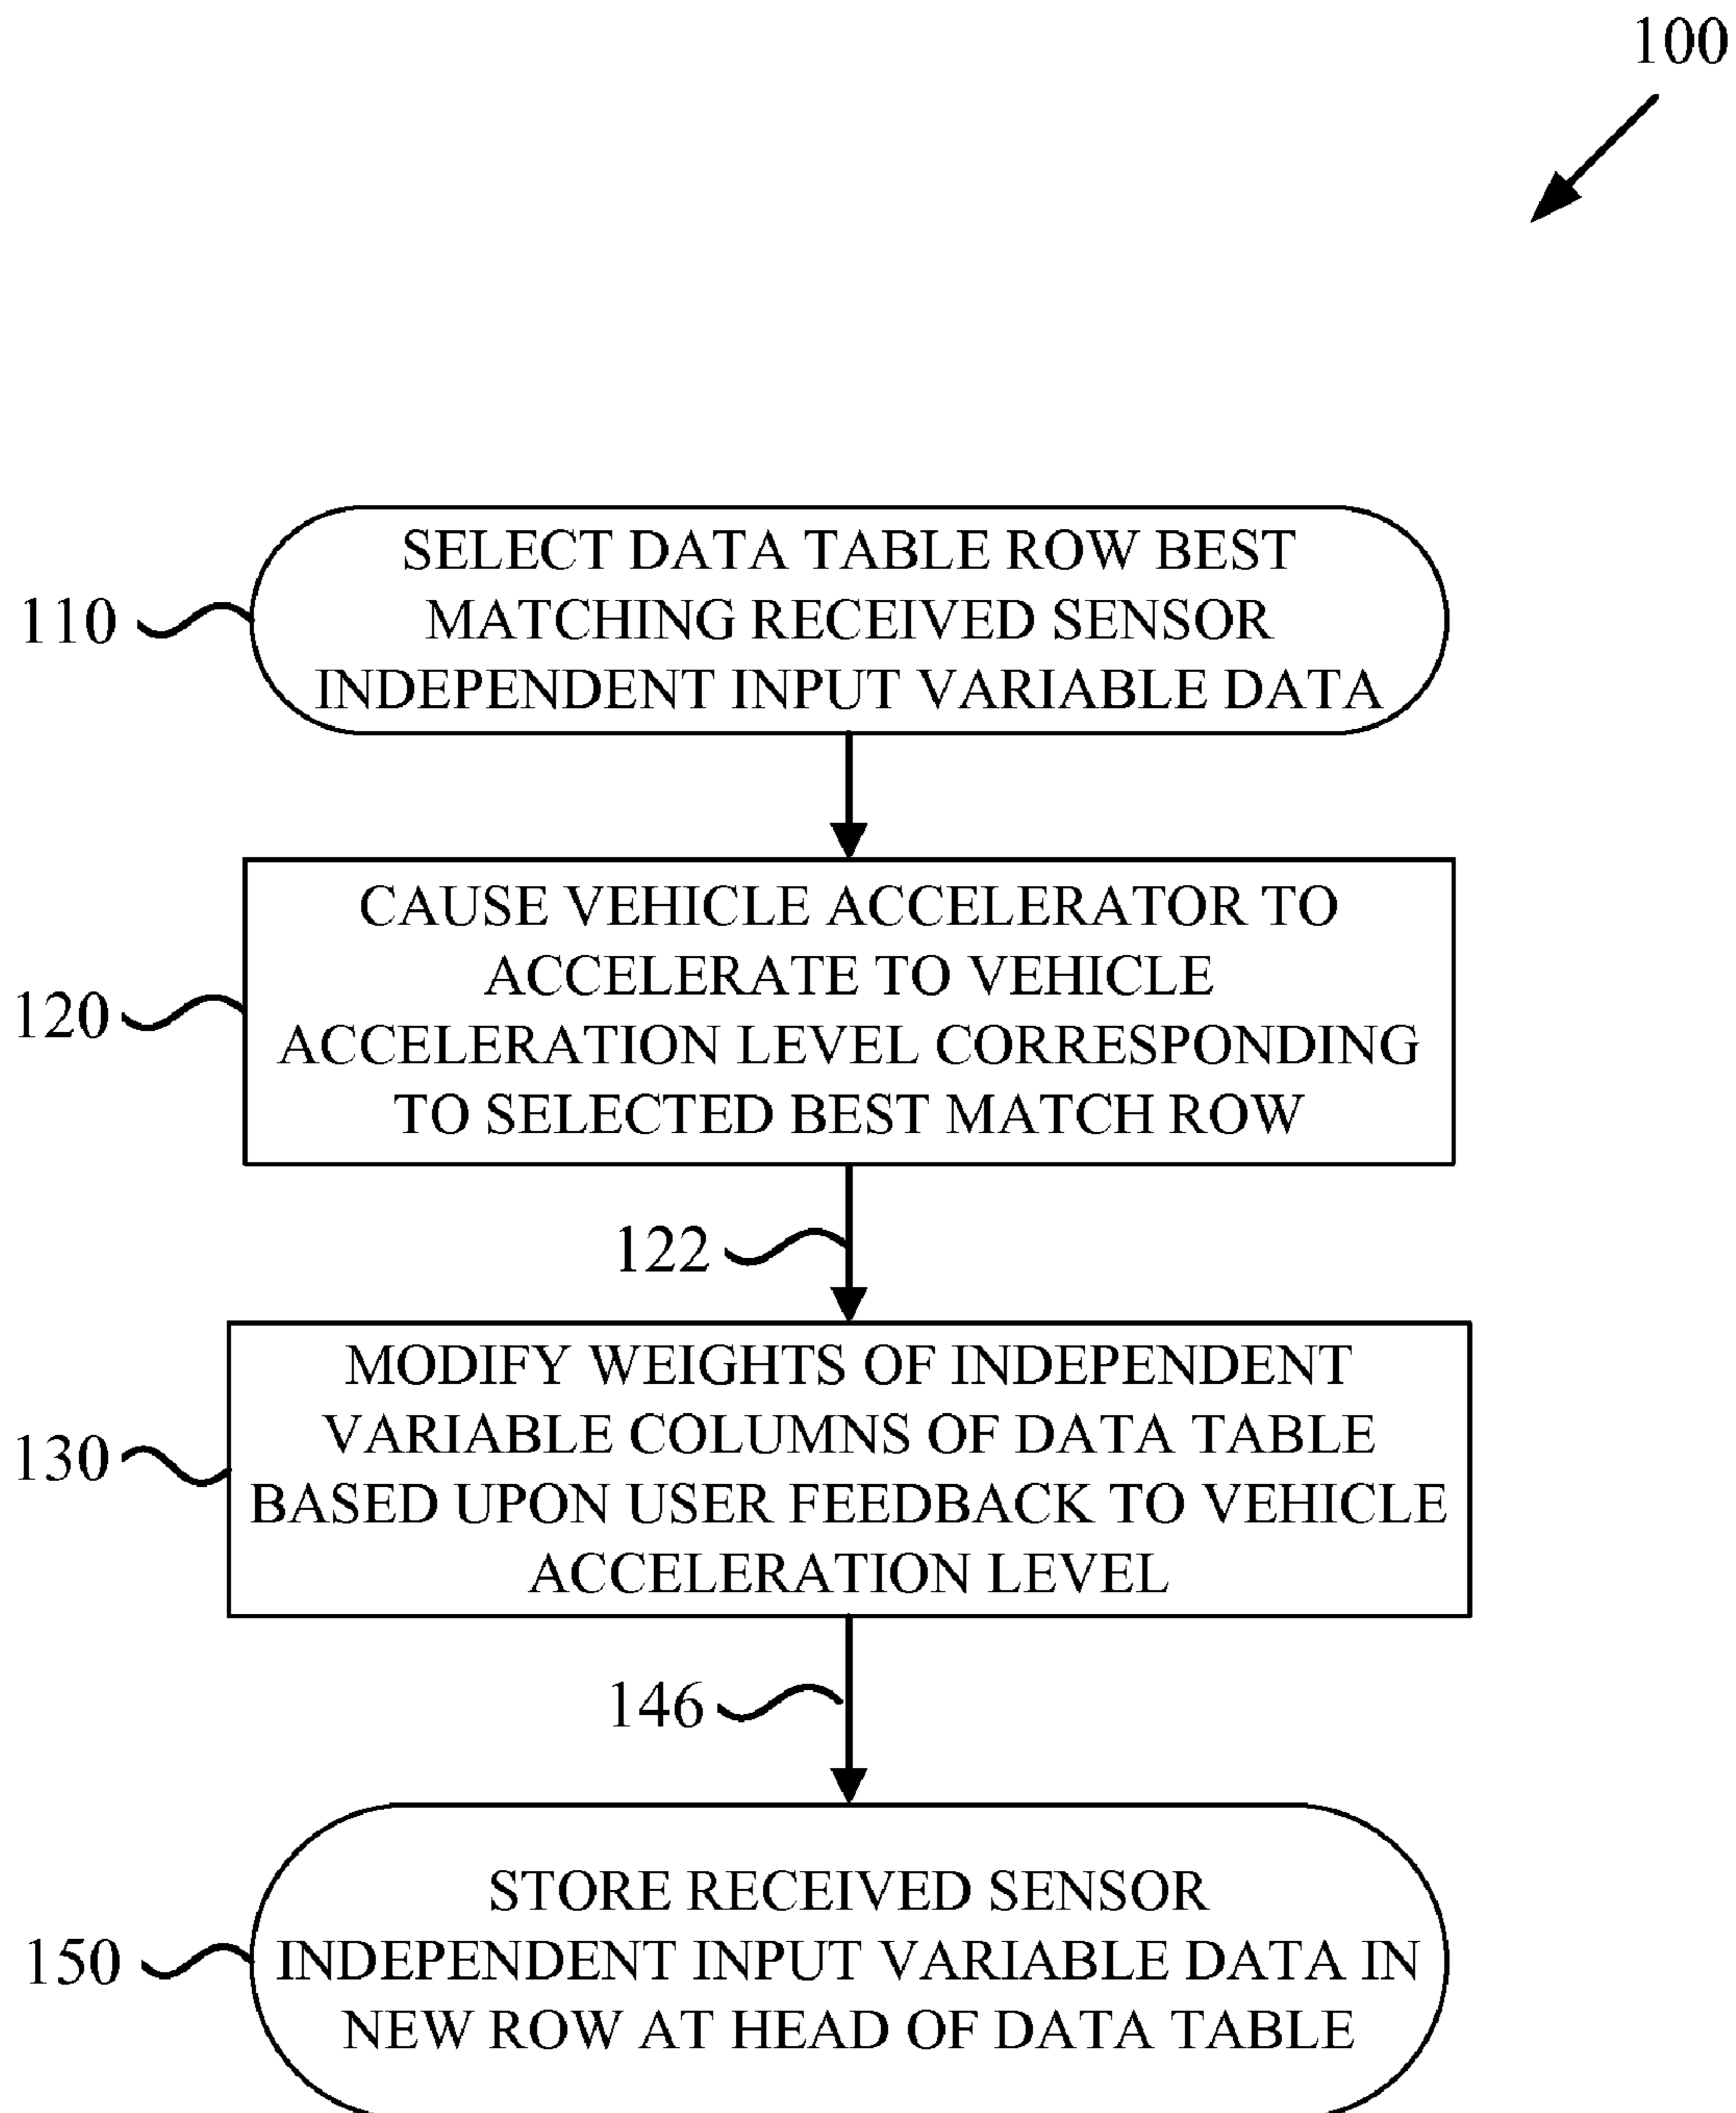 100
SELECT DATA TABLE ROW BEST
MATCHING RECEIVED SENSOR
INDEPENDENT INPUT VARIABLE DATA
110
CAUSE VEHICLE ACCELERATOR TO
ACCELERATE TO VEHICLE
ACCELERATION LEVEL CORRESPONDING
TO SELECTED BEST MATCH ROW
120
122
MODIFY WEIGHTS OF INDEPENDENT
VARIABLE COLUMNS OF DATA TABLE
BASED UPON USER FEEDBACK TO VEHICLE
ACCELERATION LEVEL
130
146
STORE RECEIVED SENSOR
INDEPENDENT INPUT VARIABLE DATA IN
NEW ROW AT HEAD OF DATA TABLE
150